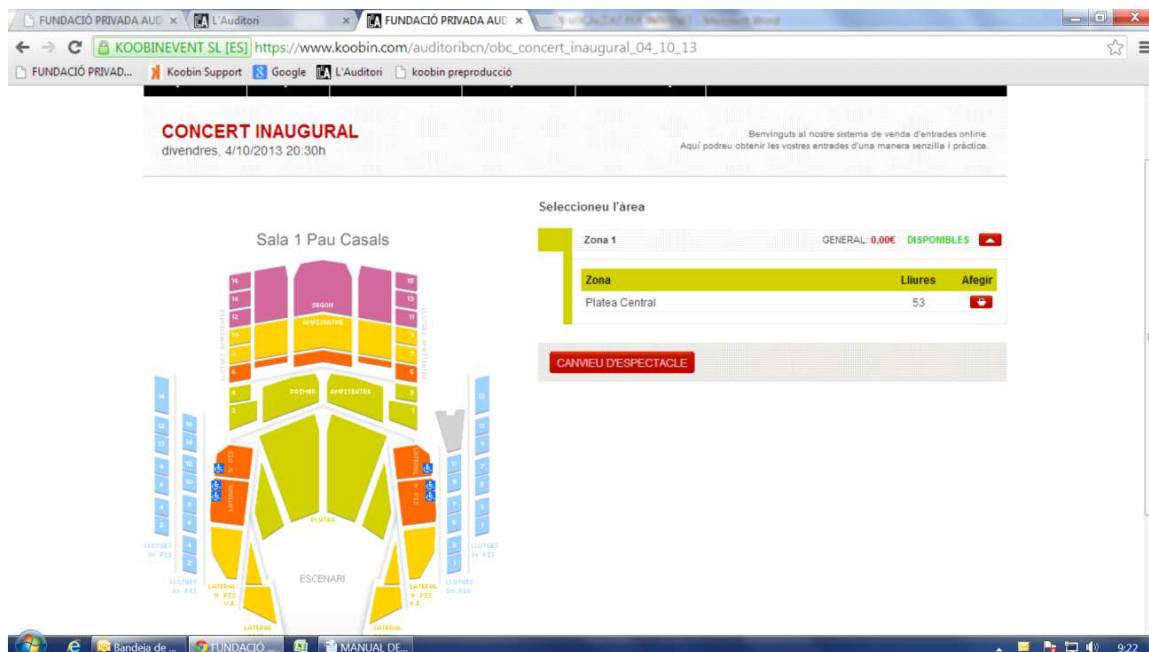 FUNDACIÓ PRIVADA AUD
L'Auditori
FUNDACIÓ PRIVADA AUD
Microsoft Word
KOOBINEVENT SL [ES] https://www.koobin.com/auditoribcn/obc_concert_inaugural_04_10_13
FUNDACIÓ PRIVAD...
Koobin Support
Google
L'Auditori
koobin preproducció
CONCERT INAUGURAL
divendres, 4/10/2013 20:30h
Benvinguts al nostre sistema de venda d'entrades online.
Aquí podreu obtenir les vostres entrades d'una manera senzilla i pràctica.
Seleccioneu l'àrea
Sala 1 Pau Casals
Zona 1 GENERAL: 0,00€ DISPONIBLES
Zona Lliures Afegir
Platea Central 53
CANVIEU D'ESPECTACLE
SEGON
AMFITEATRE
PRIMER AMFITEATRE
PLATEA
ESCENARI
Bandeja de ...
FUNDACIÓ ...
MANUAL DE...
9:22